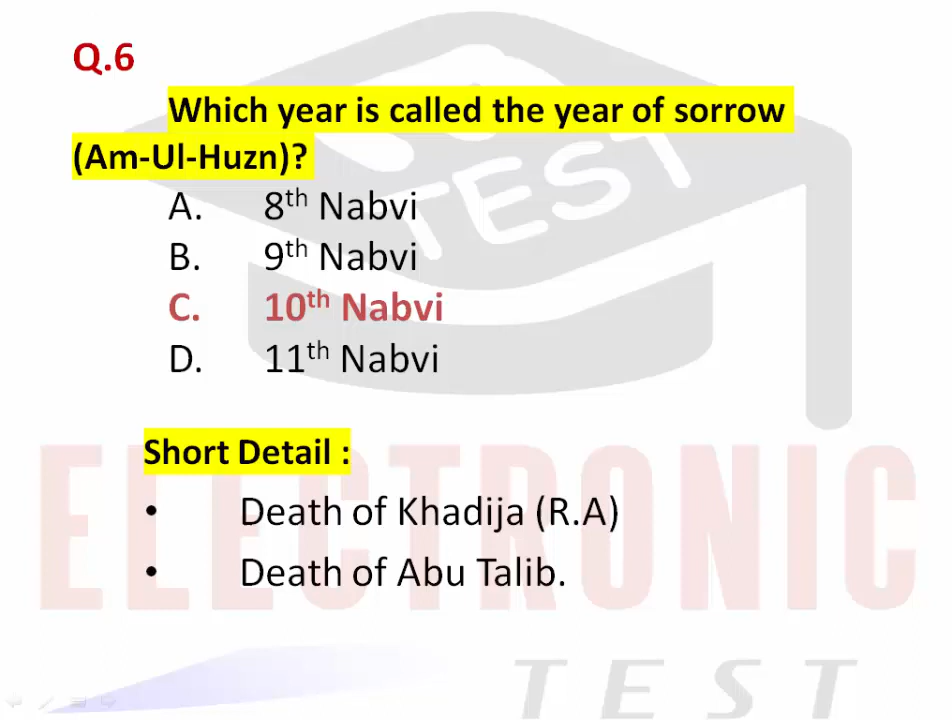 Q.6
Which year is called the year of sorrow
(Am-Ul-Huzn)?
A. 8th Nabvi
B. 9th Nabvi
C. 10th Nabvi
D. 11th Nabvi
Short Detail :
• Death of Khadija (R.A)
• Death of Abu Talib.
TEST
ELECTRONIC
TEST